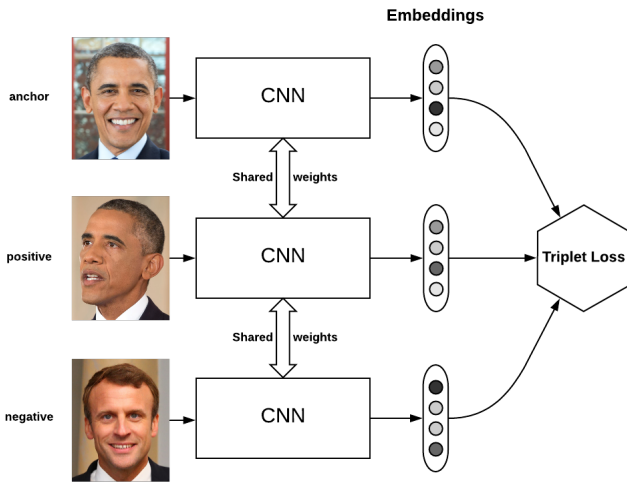 Embeddings
anchor
CNN
Shared weights
positive
CNN
Triplet Loss
Shared weights
negative
CNN